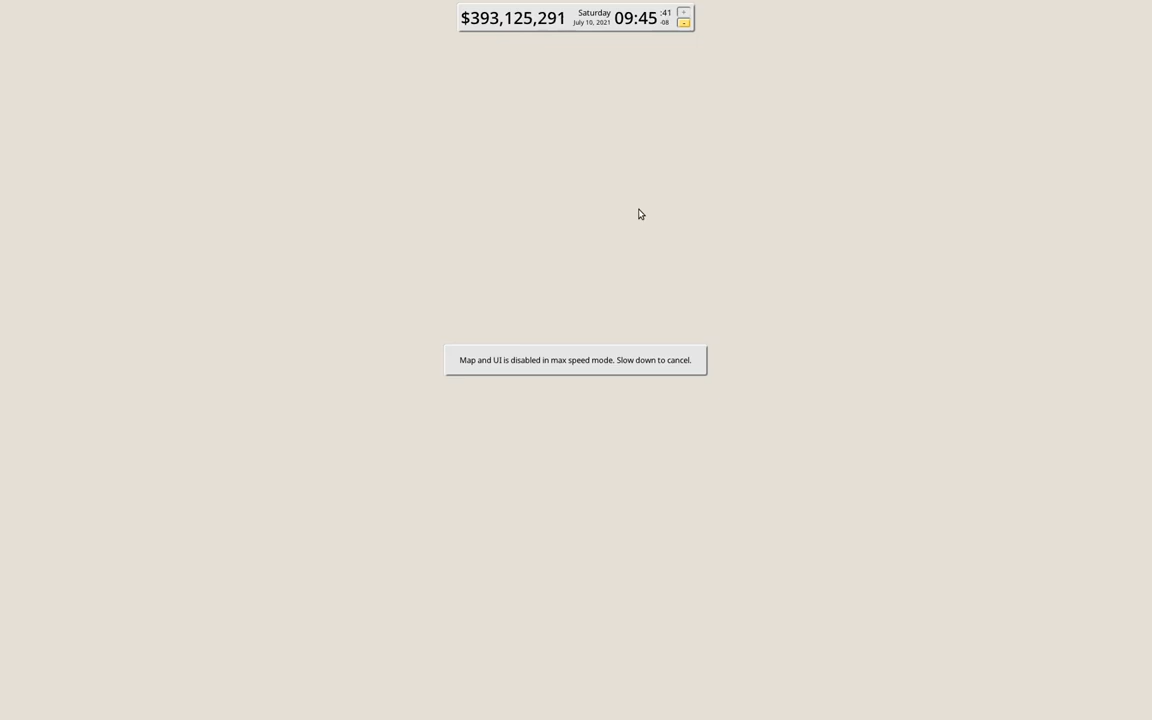 $393,125,291 Saturday 09:45 :41 +
July 10, 2021 -08 -
Map and UI is disabled in max speed mode. Slow down to cancel.